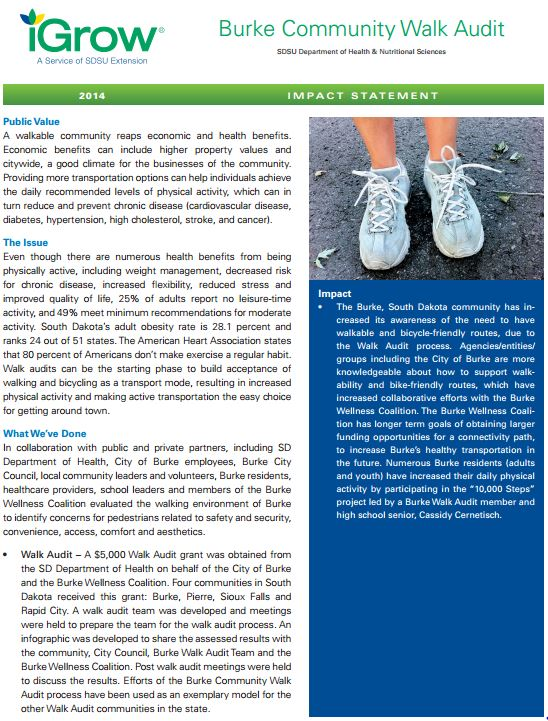 iGrow®
A Service of SDSU Extension
Burke Community Walk Audit
SDSU Department of Health & Nutritional Sciences
2014
IMPACT STATEMENT
Public Value
A walkable community reaps economic and health benefits.
Economic benefits can include higher property values and
citywide, a good climate for the businesses of the community.
Providing more transportation options can help individuals achieve
the daily recommended levels of physical activity, which can in
turn reduce and prevent chronic disease (cardiovascular disease,
diabetes, hypertension, high cholesterol, stroke, and cancer).
The Issue
Even though there are numerous health benefits from being
physically active, including weight management, decreased risk
for chronic disease, increased flexibility, reduced stress and
improved quality of life, 25% of adults report no leisure-time
activity, and 49% meet minimum recommendations for moderate
activity. South Dakota's adult obesity rate is 28.1 percent and
ranks 24 out of 51 states. The American Heart Association states
that 80 percent of Americans don't make exercise a regular habit.
Walk audits can be the starting phase to build acceptance of
walking and bicycling as a transport mode, resulting in increased
physical activity and making active transportation the easy choice
for getting around town.
What We've Done
In collaboration with public and private partners, including SD
Department of Health, City of Burke employees, Burke City
Council, local community leaders and volunteers, Burke residents,
healthcare providers, school leaders and members of the Burke
Wellness Coalition evaluated the walking environment of Burke
to identify concerns for pedestrians related to safety and security,
convenience, access, comfort and aesthetics.
• Walk Audit – A $5,000 Walk Audit grant was obtained from
the SD Department of Health on behalf of the City of Burke
and the Burke Wellness Coalition. Four communities in South
Dakota received this grant: Burke, Pierre, Sioux Falls and
Rapid City. A walk audit team was developed and meetings
were held to prepare the team for the walk audit process. An
infographic was developed to share the assessed results with
the community, City Council, Burke Walk Audit Team and the
Burke Wellness Coalition. Post walk audit meetings were held
to discuss the results. Efforts of the Burke Community Walk
Audit process have been used as an exemplary model for the
other Walk Audit communities in the state.
Impact
• The Burke, South Dakota community has in-
creased its awareness of the need to have
walkable and bicycle-friendly routes, due to
the Walk Audit process. Agencies/entities/
groups including the City of Burke are more
knowledgeable about how to support walk-
ability and bike-friendly routes, which have
increased collaborative efforts with the Burke
Wellness Coalition. The Burke Wellness Coali-
tion has longer term goals of obtaining larger
funding opportunities for a connectivity path,
to increase Burke's healthy transportation in
the future. Numerous Burke residents (adults
and youth) have increased their daily physical
activity by participating in the "10,000 Steps"
project led by a Burke Walk Audit member and
high school senior, Cassidy Cernetisch.